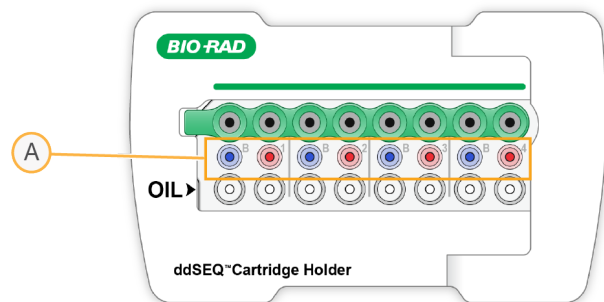 BIO-RAD
A
B 1 B 2 B 3 B 4
OIL
ddSEQ™Cartridge Holder